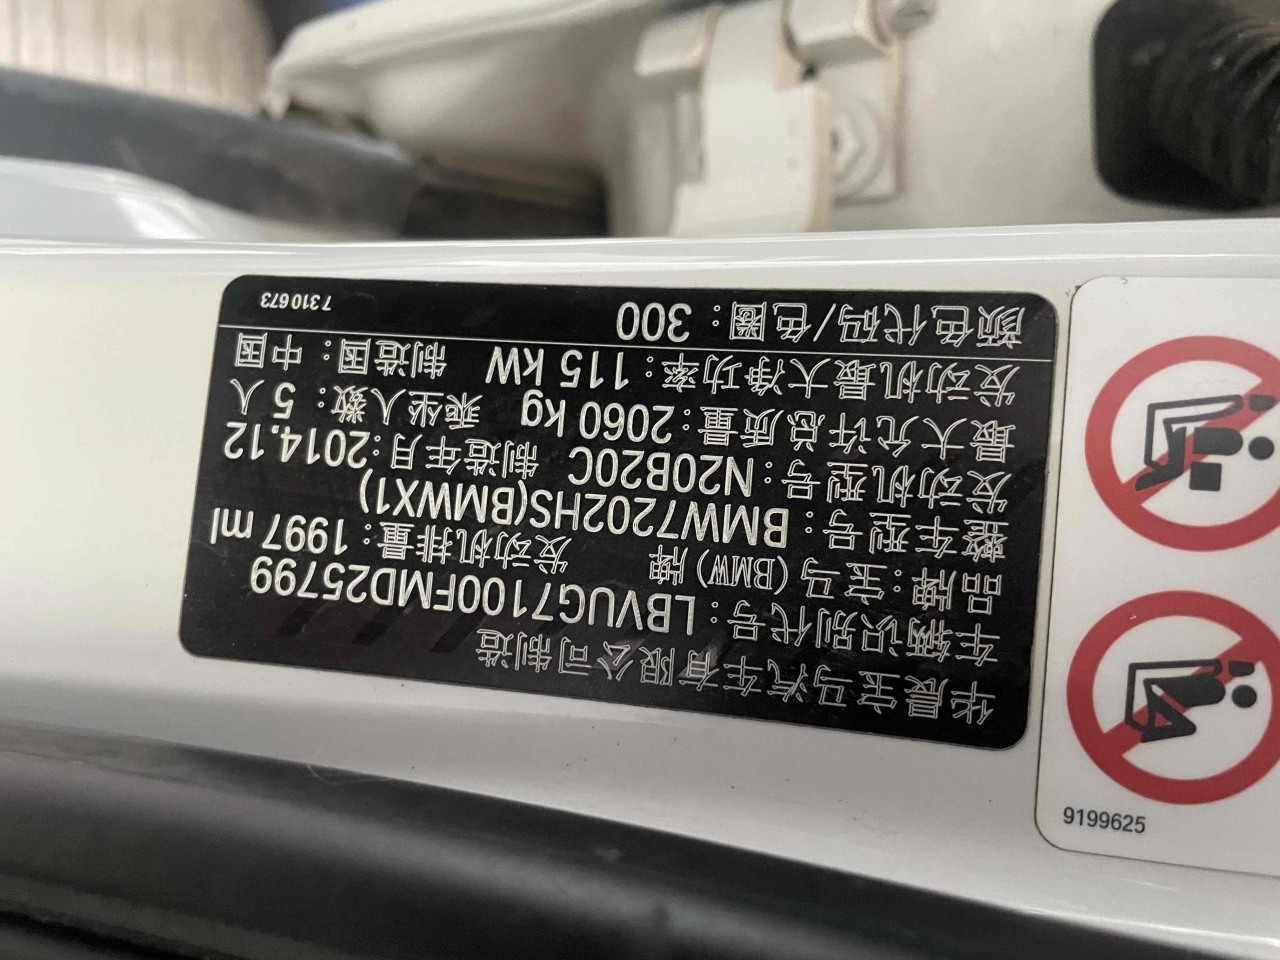 华晨宝马汽车有限公司制造
车辆识别代号：LBVUG7100FMD25799
品牌：宝马（BMW）牌 发动机排量：1997 ml
整车型号：BMW7202HS(BMWX1)
发动机型号：N20B20C 制造年月：2014.12
最大允许总质量：2060 kg 乘坐人数：5 人
发动机最大净功率：115 kW 制造国：中国
颜色代码/色圈：300
7310673
9199625